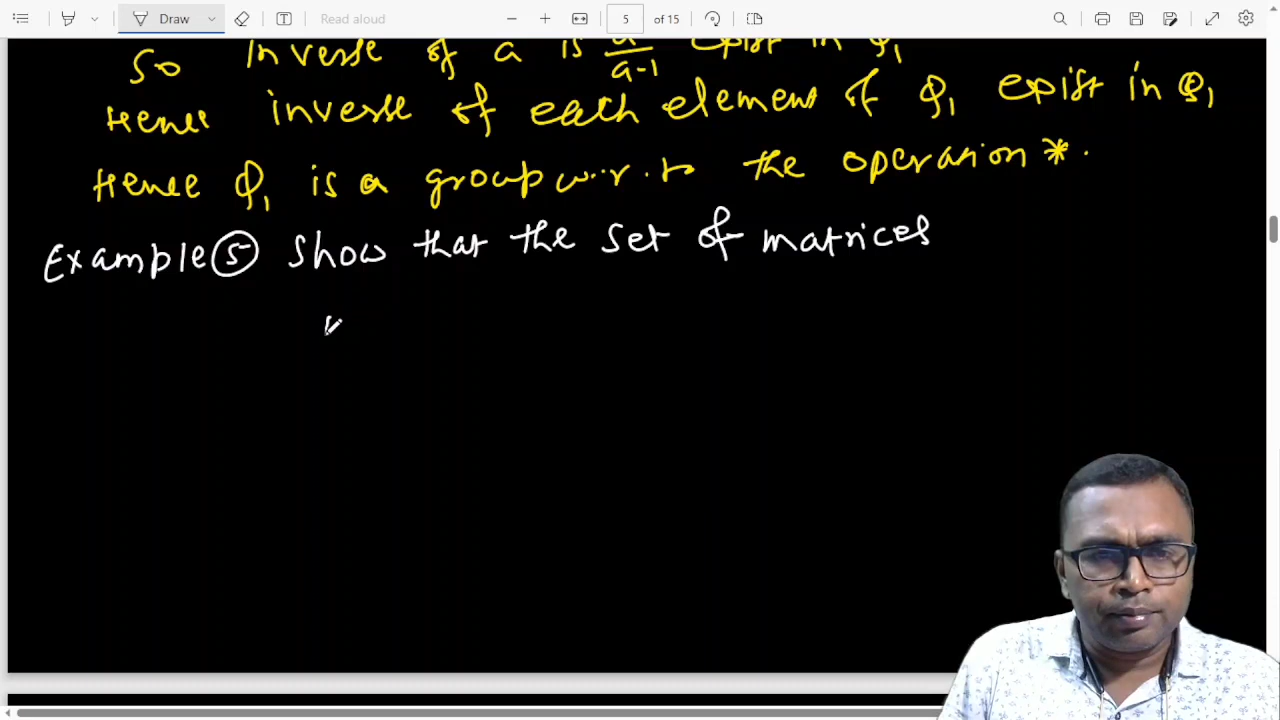 Draw
Read aloud
5 of 15
So inverse of a is a/a-1 exist in Q1
Hence inverse of each element of Q1 exist in Q1
Hence Q1 is a group w.r.to the operation *.
Example 5 Show that the set of matrices